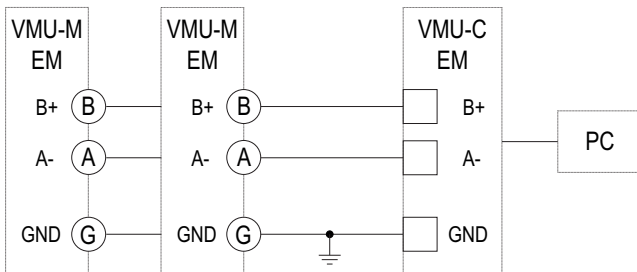 VMU-M
EM
B+ B
A- A
GND G
VMU-M
EM
B+ B
A- A
GND G
VMU-C
EM
B+
A-
GND
PC